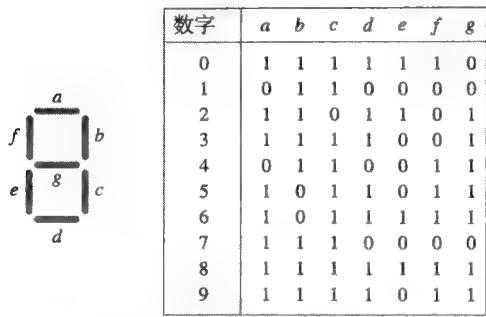 a
f b
g
e c
d
数字 a b c d e f g
0 1 1 1 1 1 1 0
1 0 1 1 0 0 0 0
2 1 1 0 1 1 0 1
3 1 1 1 1 0 0 1
4 0 1 1 0 0 1 1
5 1 0 1 1 0 1 1
6 1 0 1 1 1 1 1
7 1 1 1 0 0 0 0
8 1 1 1 1 1 1 1
9 1 1 1 1 0 1 1